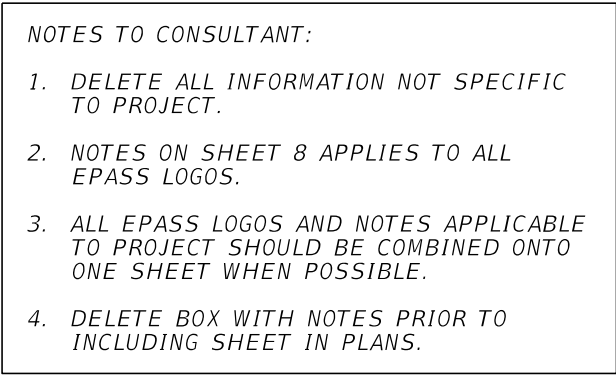 NOTES TO CONSULTANT:
1. DELETE ALL INFORMATION NOT SPECIFIC
TO PROJECT.
2. NOTES ON SHEET 8 APPLIES TO ALL
EPASS LOGOS.
3. ALL EPASS LOGOS AND NOTES APPLICABLE
TO PROJECT SHOULD BE COMBINED ONTO
ONE SHEET WHEN POSSIBLE.
4. DELETE BOX WITH NOTES PRIOR TO
INCLUDING SHEET IN PLANS.